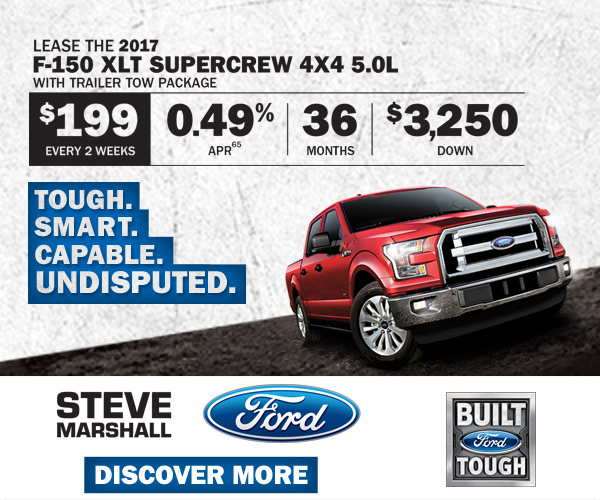 LEASE THE 2017
F-150 XLT SUPERCREW 4X4 5.0L
WITH TRAILER TOW PACKAGE
$199
EVERY 2 WEEKS
0.49%
APR65
36
MONTHS
$3,250
DOWN
TOUGH.
SMART.
CAPABLE.
UNDISPUTED.
Ford
STEVE
MARSHALL
Ford
BUILT
Ford
TOUGH
DISCOVER MORE